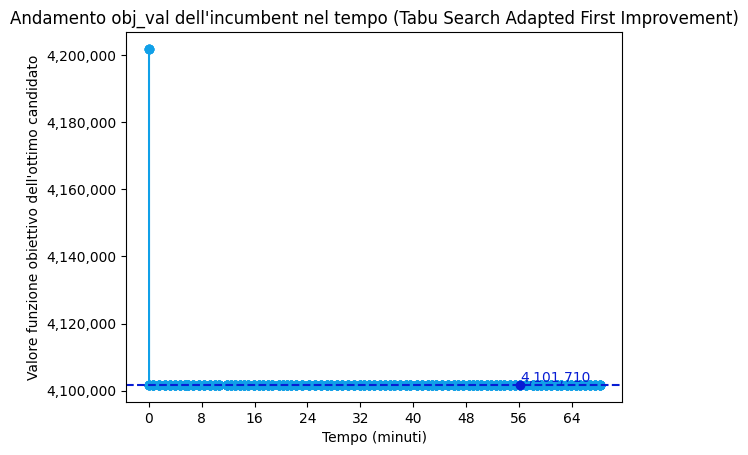 Andamento obj_val dell'incumbent nel tempo (Tabu Search Adapted First Improvement)
Valore funzione obiettivo dell'ottimo candidato
4,200,000
4,180,000
4,160,000
4,140,000
4,120,000
4,100,000
4,101,710
0 8 16 24 32 40 48 56 64
Tempo (minuti)